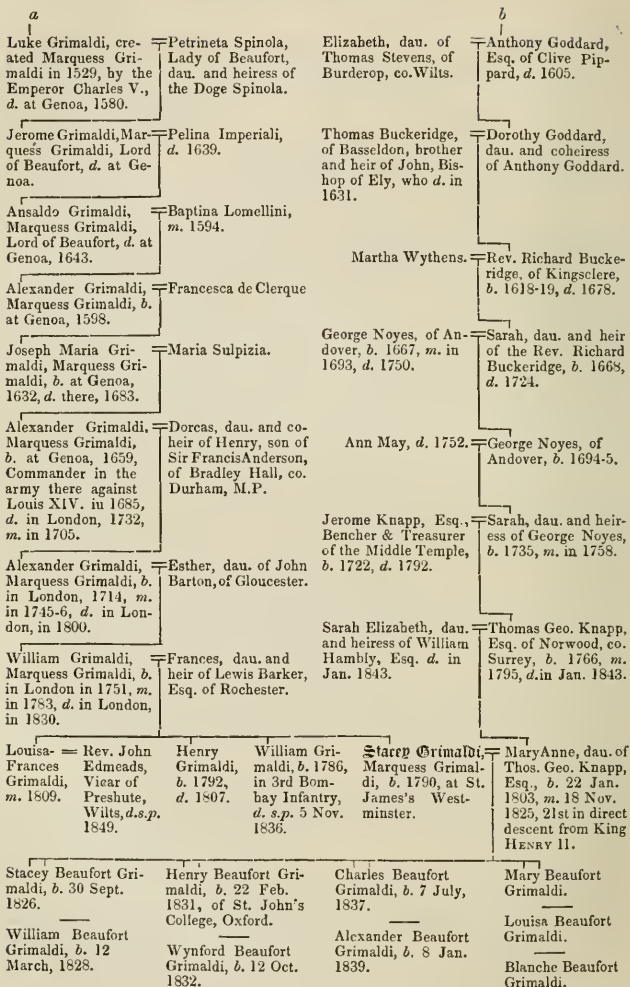 a
b
Luke Grimaldi, cre-
ated Marquess Gri-
maldi in 1529, by the
Emperor Charles V.,
d. at Genoa, 1580.
Petrineta Spinola,
Lady of Beaufort,
dau. and heiress of
the Doge Spinola.
Elizabeth, dau. of
Thomas Stevens, of
Burderop, co. Wilts.
Anthony Goddard,
Esq. of Clive Pip-
pard, d. 1605.
Jerome Grimaldi, Mar-
quess Grimaldi, Lord
of Beaufort, d. at Ge-
noa.
Pelina Imperiali,
d. 1639.
Thomas Buckeridge,
of Basseldon, brother
and heir of John, Bis-
hop of Ely, who d. in
1631.
Dorothy Goddard,
dau. and coheiress
of Anthony Goddard.
Ansaldo Grimaldi,
Marquess Grimaldi,
Lord of Beaufort, d. at
Genoa, 1643.
Baptina Lomellini,
m. 1594.
Martha Wythens.
Rev. Richard Bucke-
ridge, of Kingsclere,
b. 1618-19, d. 1678.
Alexander Grimaldi,
Marquess Grimaldi, b.
at Genoa, 1598.
Francesca de Clerque
George Noyes, of An-
dover, b. 1667, m. in
1693, d. 1750.
Sarah, dau. and heir
of the Rev. Richard
Buckeridge, b. 1668,
d. 1724.
Joseph Maria Gri-
maldi, Marquess Gri-
maldi, b. at Genoa,
1632, d. there, 1683.
Maria Sulpizia.
Alexander Grimaldi,
Marquess Grimaldi,
b. at Genoa, 1659,
Commander in the
army there against
Louis XIV. iu 1685,
d. in London, 1732,
m. in 1705.
Dorcas, dau. and co-
heir of Henry, son of
Sir Francis Anderson,
of Bradley Hall, co.
Durham, M.P.
Ann May, d. 1752.
George Noyes, of
Andover, b. 1694-5.
Jerome Knapp, Esq.,
Bencher & Treasurer
of the Middle Temple,
b. 1722, d. 1792.
Sarah, dau. and heir-
ess of George Noyes,
b. 1735, m. in 1758.
Alexander Grimaldi,
Marquess Grimaldi, b.
in London, 1714, m.
in 1745-6, d. in Lon-
don, in 1800.
Esther, dau. of John
Barton, of Gloucester.
Sarah Elizabeth, dau.
and heiress of William
Hambly, Esq. d. in
Jan. 1843.
Thomas Geo. Knapp,
Esq. of Norwood, co.
Surrey, b. 1766, m.
1795, d. in Jan. 1843.
William Grimaldi,
Marquess Grimaldi, b.
in London in 1751, m.
in 1783, d. in London,
in 1830.
Frances, dau. and
heir of Lewis Barker,
Esq. of Rochester.
Louisa-
Frances
Grimaldi,
m. 1809.
Rev. John
Edmeads,
Vicar of
Preshute,
Wilts, d.s.p.
1849.
Henry
Grimaldi,
b. 1792,
d. 1807.
William Gri-
maldi, b. 1786,
in 3rd Bom-
bay Infantry,
d. s.p. 5 Nov.
1836.
Stacey Grimaldi,
Marquess Grimal-
di, b. 1790, at St.
James's West-
minster.
Mary Anne, dau. of
Thos. Geo. Knapp,
Esq., b. 22 Jan.
1803, m. 18 Nov.
1825, 21st in direct
descent from King
HENRY II.
Stacey Beaufort Gri-
maldi, b. 30 Sept.
1826.
William Beaufort
Grimaldi, b. 12
March, 1828.
Henry Beaufort Gri-
maldi, b. 22 Feb.
1831, of St. John's
College, Oxford.
Wynford Beaufort
Grimaldi, b. 12 Oct.
1832.
Charles Beaufort
Grimaldi, b. 7 July,
1837.
Alexander Beaufort
Grimaldi, b. 8 Jan.
1839.
Mary Beaufort
Grimaldi.
Louisa Beaufort
Grimaldi.
Blanche Beaufort
Grimaldi.